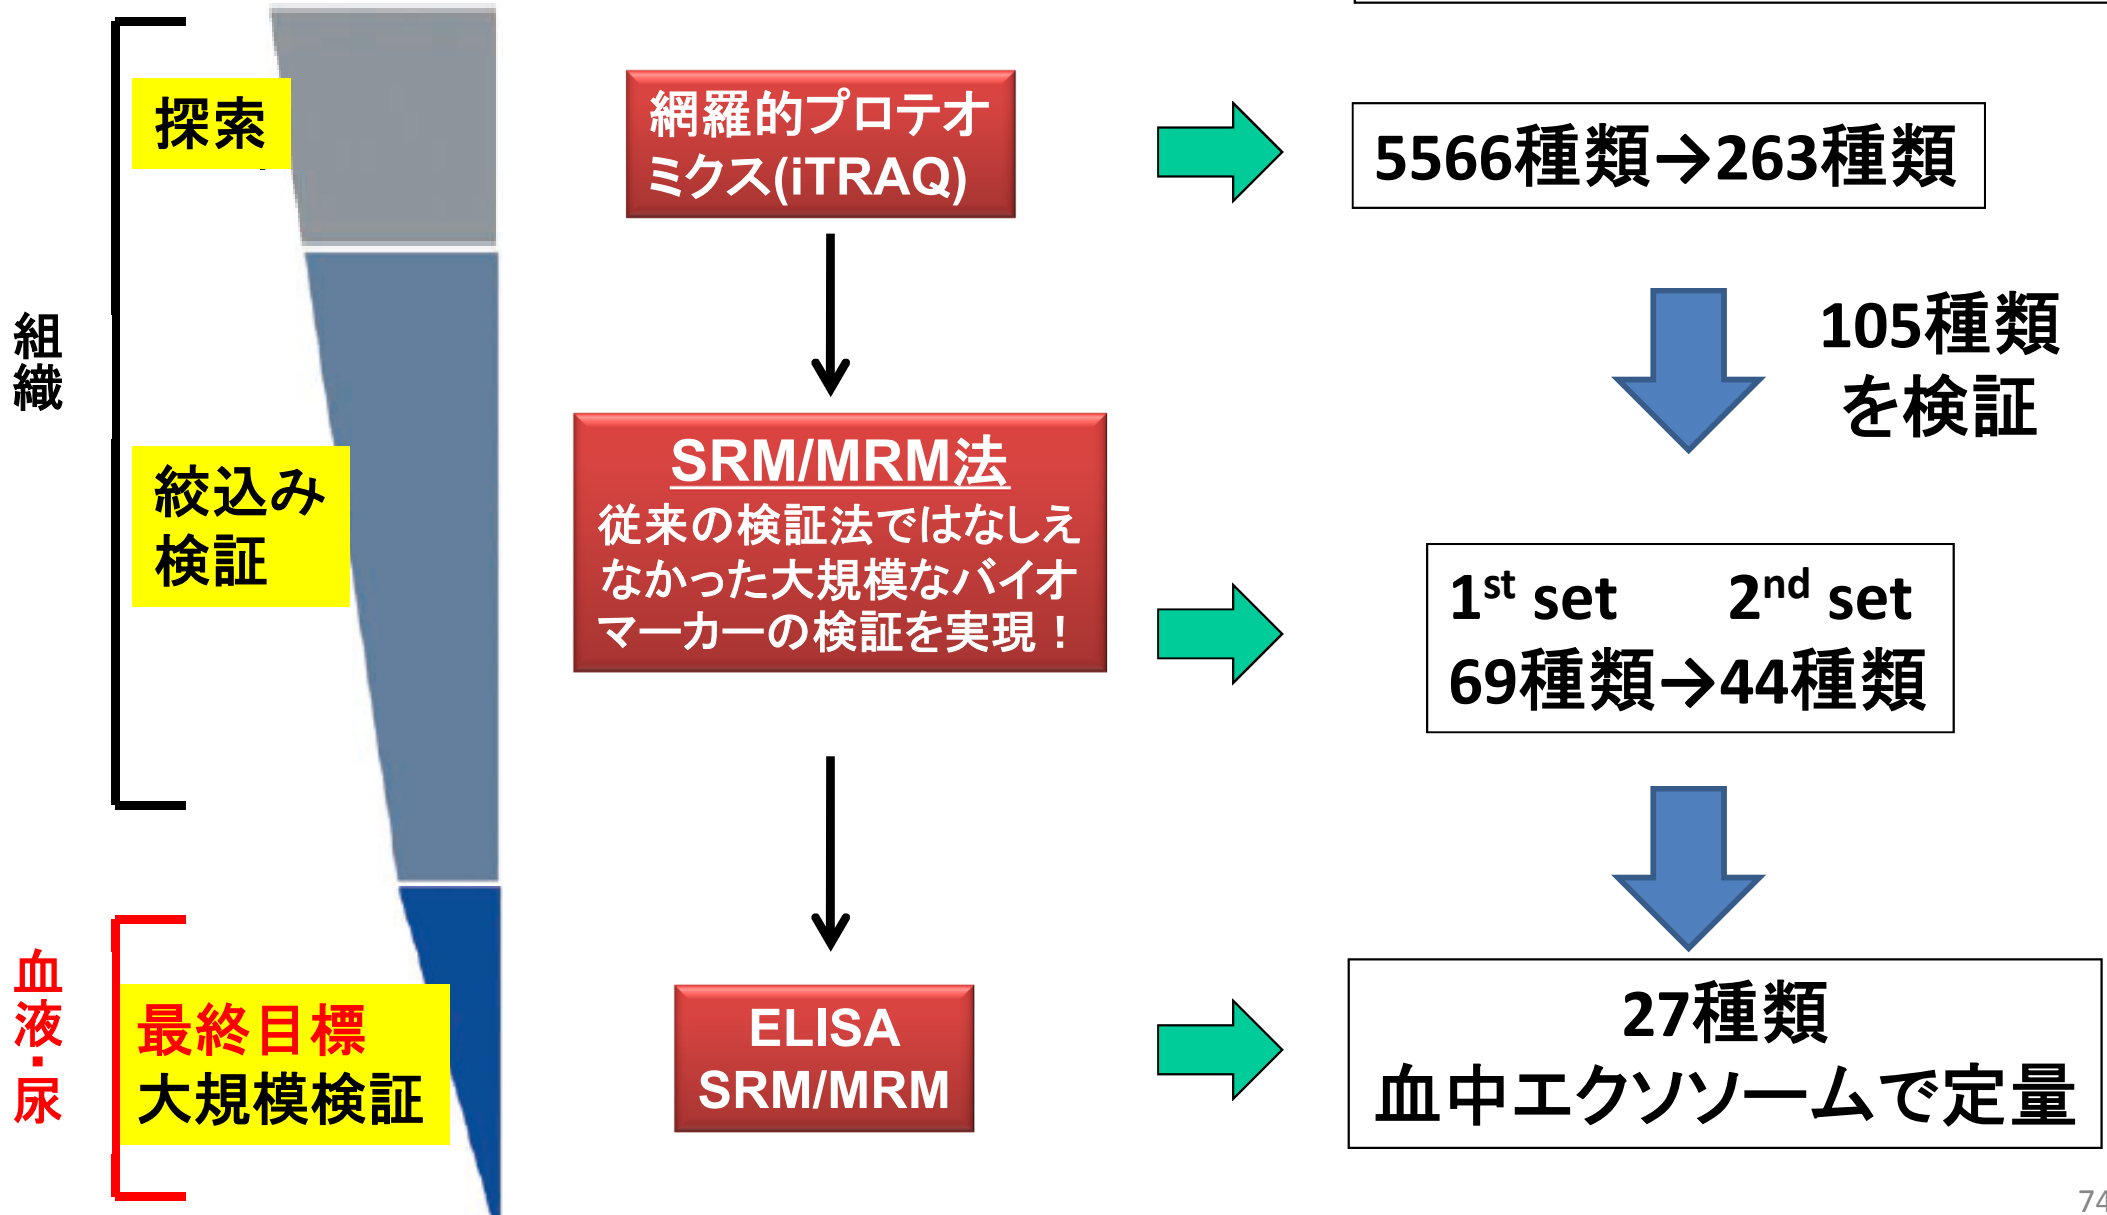 組織
探索
網羅的プロテオ
ミクス(iTRAQ)
5566種類→263種類
105種類
を検証
絞込み
検証
SRM/MRM法
従来の検証法ではなしえ
なかった大規模なバイオ
マーカーの検証を実現！
1st set 2nd set
69種類→44種類
血液・尿
最終目標
大規模検証
ELISA
SRM/MRM
27種類
血中エクソソームで定量
74